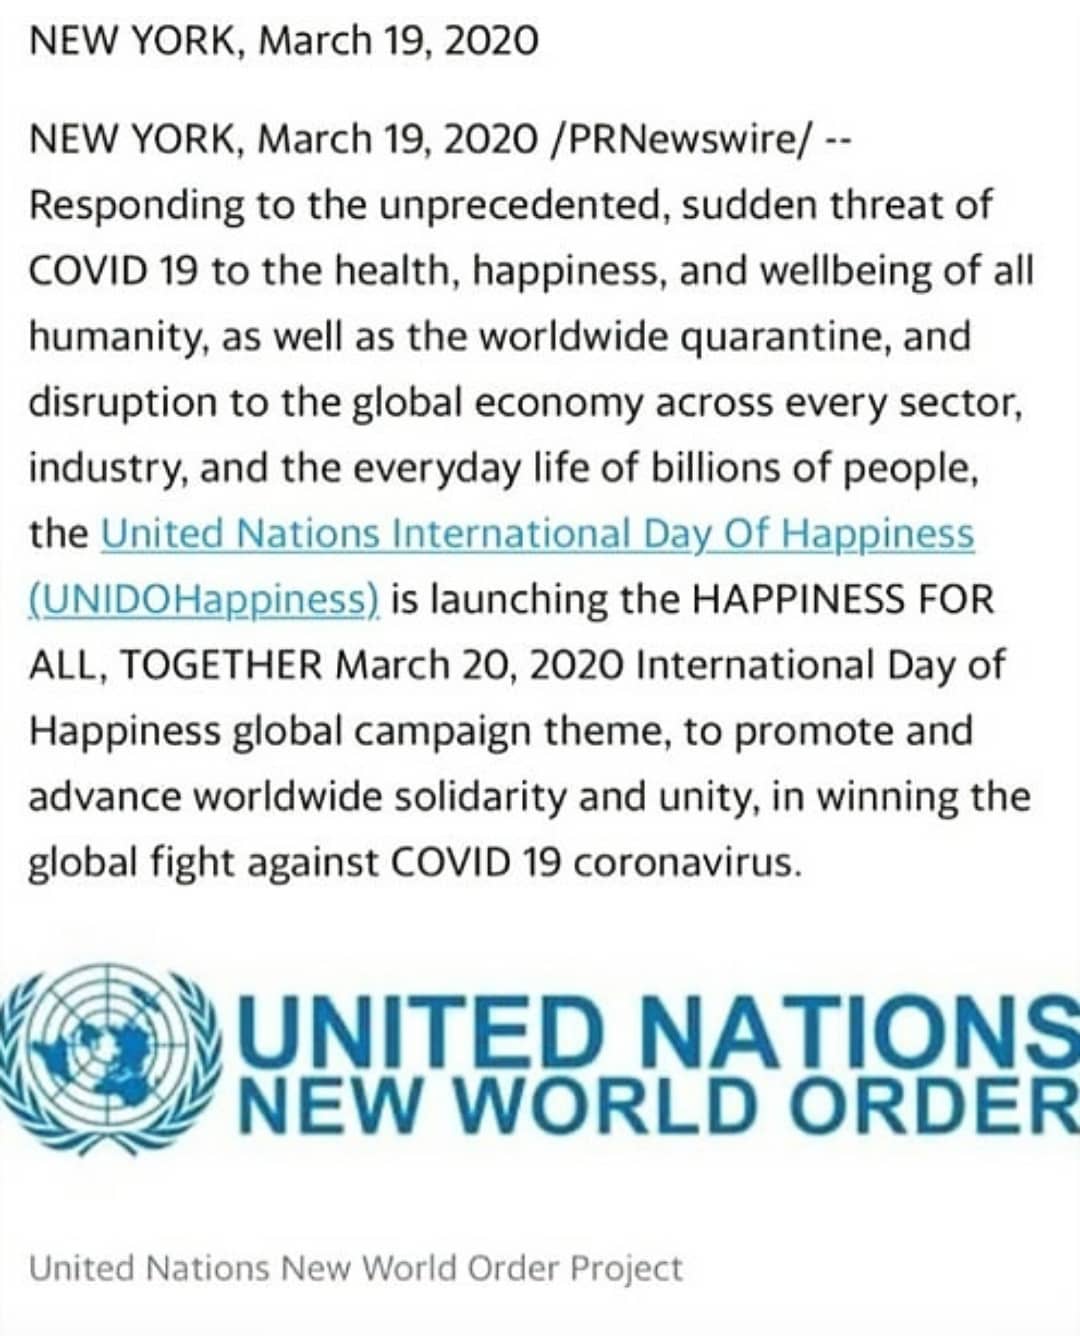 NEW YORK, March 19, 2020
NEW YORK, March 19, 2020 /PRNewswire/ --
Responding to the unprecedented, sudden threat of
COVID 19 to the health, happiness, and wellbeing of all
humanity, as well as the worldwide quarantine, and
disruption to the global economy across every sector,
industry, and the everyday life of billions of people,
the United Nations International Day Of Happiness
(UNIDOHappiness) is launching the HAPPINESS FOR
ALL, TOGETHER March 20, 2020 International Day of
Happiness global campaign theme, to promote and
advance worldwide solidarity and unity, in winning the
global fight against COVID 19 coronavirus.
UNITED NATIONS
NEW WORLD ORDER
United Nations New World Order Project